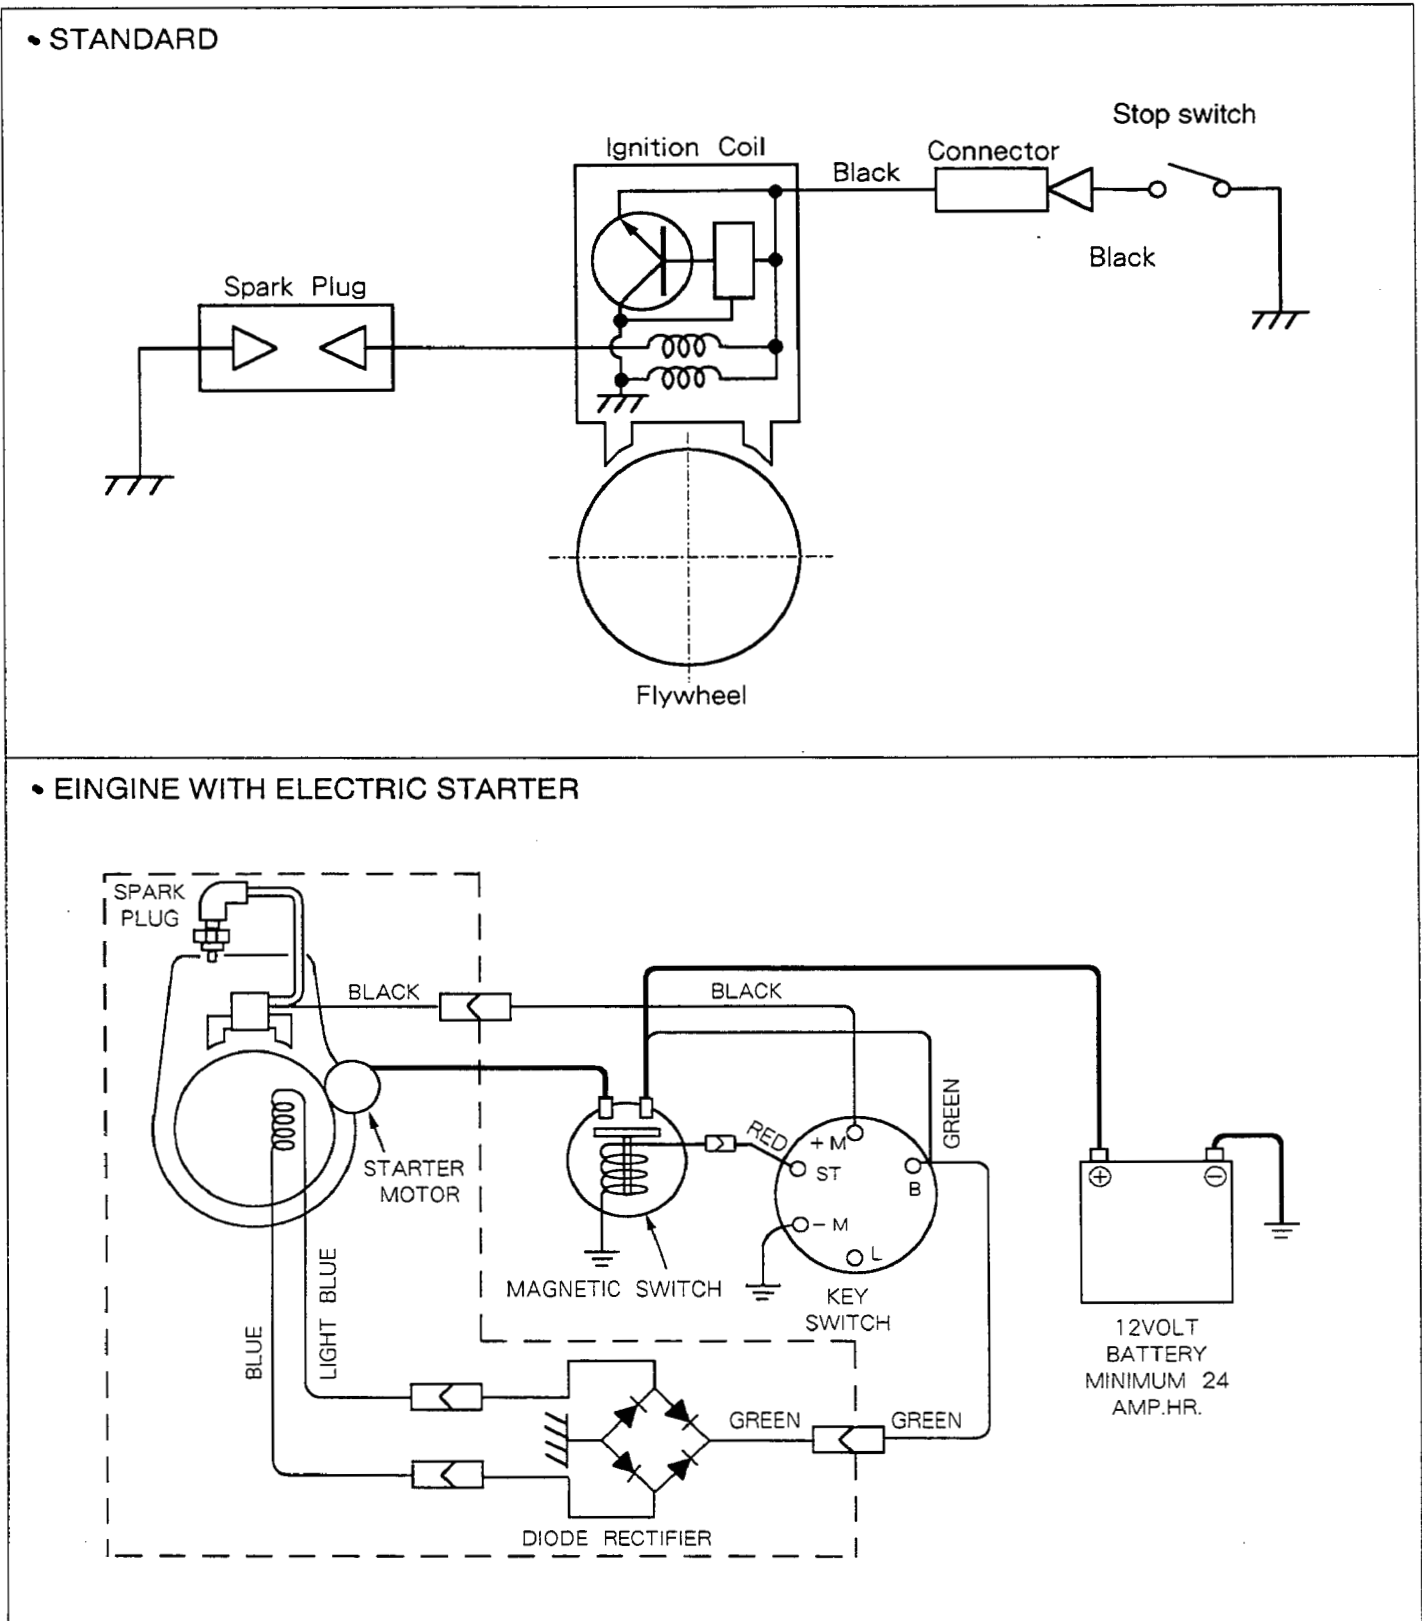 • STANDARD
Stop switch
Ignition Coil
Connector
Black
Black
Spark Plug
Flywheel
• EINGINE WITH ELECTRIC STARTER
SPARK
PLUG
BLACK
BLACK
GREEN
RED
+ M
ST
B
- M
L
STARTER
MOTOR
MAGNETIC SWITCH
KEY
SWITCH
+
−
12VOLT
BATTERY
MINIMUM 24
AMP.HR.
BLUE
LIGHT BLUE
GREEN
GREEN
DIODE RECTIFIER